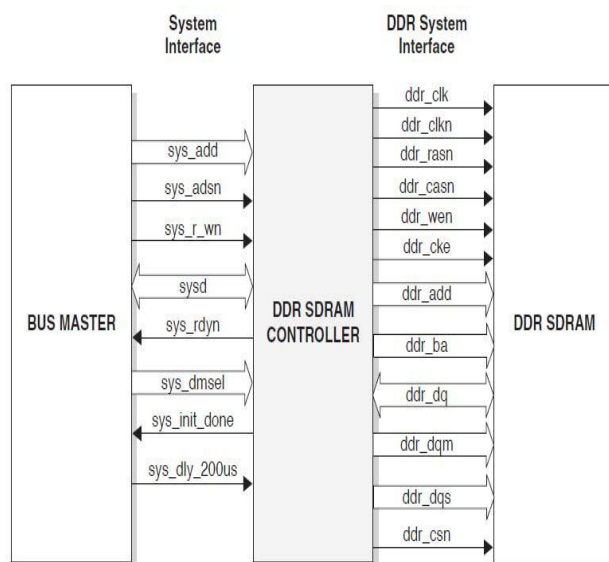 System
Interface
DDR System
Interface
BUS MASTER
sys_add
sys_adsn
sys_r_wn
sysd
sys_rdyn
sys_dmsel
sys_init_done
sys_dly_200us
DDR SDRAM
CONTROLLER
ddr_clk
ddr_clkn
ddr_rasn
ddr_casn
ddr_wen
ddr_cke
ddr_add
ddr_ba
ddr_dq
ddr_dqm
ddr_dqs
ddr_csn
DDR SDRAM